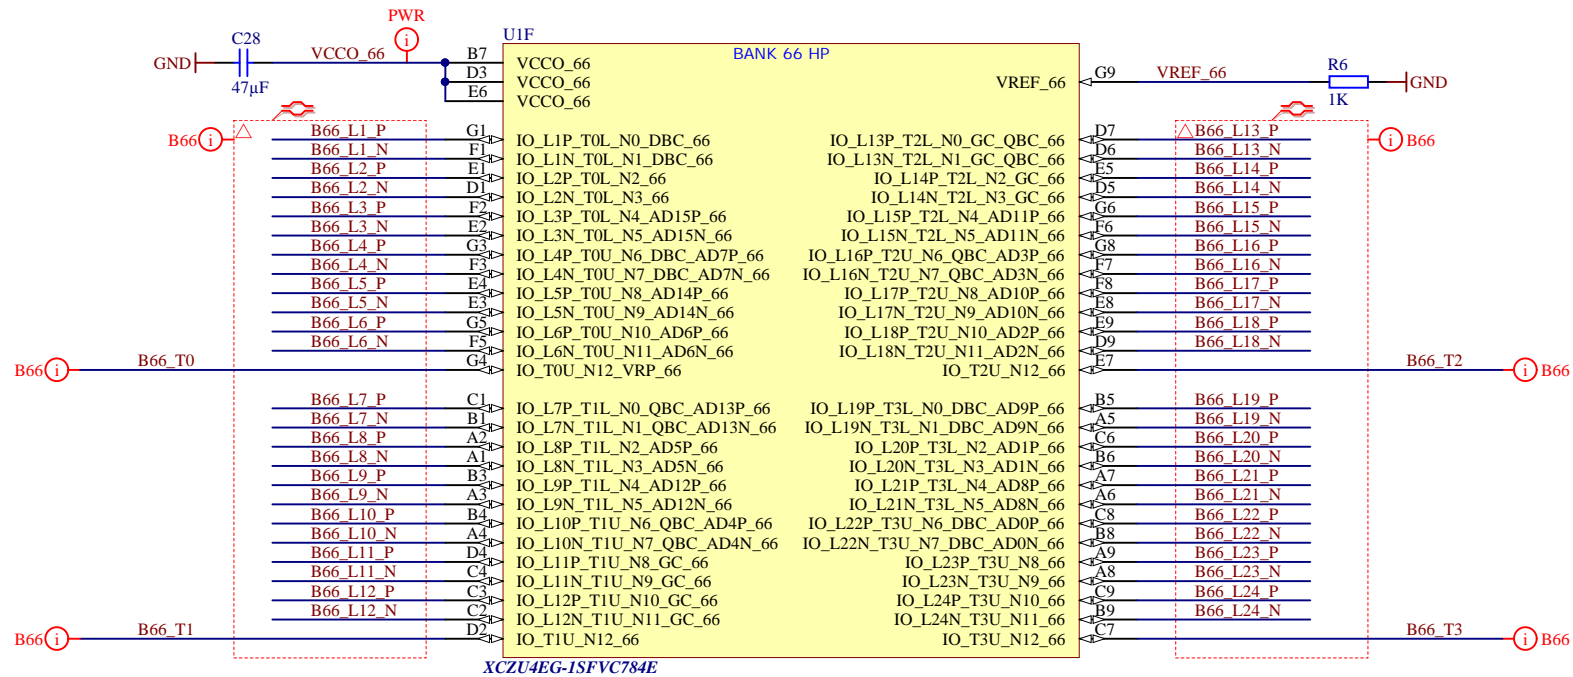 PWR
C28
GND
VCCO_66
47µF
U1F
BANK 66 HP
B7 VCCO_66
D3 VCCO_66
E6 VCCO_66
VREF_66 G9 VREF_66
R6
1K
GND
B66
B66_L1_P G1 IO_L1P_T0L_N0_DBC_66
B66_L1_N F1 IO_L1N_T0L_N1_DBC_66
B66_L2_P E1 IO_L2P_T0L_N2_66
B66_L2_N D1 IO_L2N_T0L_N3_66
B66_L3_P F2 IO_L3P_T0L_N4_AD15P_66
B66_L3_N E2 IO_L3N_T0L_N5_AD15N_66
B66_L4_P G3 IO_L4P_T0U_N6_DBC_AD7P_66
B66_L4_N F3 IO_L4N_T0U_N7_DBC_AD7N_66
B66_L5_P E4 IO_L5P_T0U_N8_AD14P_66
B66_L5_N E3 IO_L5N_T0U_N9_AD14N_66
B66_L6_P G5 IO_L6P_T0U_N10_AD6P_66
B66_L6_N F5 IO_L6N_T0U_N11_AD6N_66
B66 B66_T0 G4 IO_T0U_N12_VRP_66
B66_L7_P C1 IO_L7P_T1L_N0_QBC_AD13P_66
B66_L7_N B1 IO_L7N_T1L_N1_QBC_AD13N_66
B66_L8_P A2 IO_L8P_T1L_N2_AD5P_66
B66_L8_N A1 IO_L8N_T1L_N3_AD5N_66
B66_L9_P B3 IO_L9P_T1L_N4_AD12P_66
B66_L9_N A3 IO_L9N_T1L_N5_AD12N_66
B66_L10_P B4 IO_L10P_T1U_N6_QBC_AD4P_66
B66_L10_N A4 IO_L10N_T1U_N7_QBC_AD4N_66
B66_L11_P D4 IO_L11P_T1U_N8_GC_66
B66_L11_N C4 IO_L11N_T1U_N9_GC_66
B66_L12_P C3 IO_L12P_T1U_N10_GC_66
B66_L12_N C2 IO_L12N_T1U_N11_GC_66
B66 B66_T1 D2 IO_T1U_N12_66
IO_L13P_T2L_N0_GC_QBC_66 D7 B66_L13_P
B66
IO_L13N_T2L_N1_GC_QBC_66 D6 B66_L13_N
IO_L14P_T2L_N2_GC_66 E5 B66_L14_P
IO_L14N_T2L_N3_GC_66 D5 B66_L14_N
IO_L15P_T2L_N4_AD11P_66 G6 B66_L15_P
IO_L15N_T2L_N5_AD11N_66 F6 B66_L15_N
IO_L16P_T2U_N6_QBC_AD3P_66 G8 B66_L16_P
IO_L16N_T2U_N7_QBC_AD3N_66 F7 B66_L16_N
IO_L17P_T2U_N8_AD10P_66 F8 B66_L17_P
IO_L17N_T2U_N9_AD10N_66 E8 B66_L17_N
IO_L18P_T2U_N10_AD2P_66 E9 B66_L18_P
IO_L18N_T2U_N11_AD2N_66 D9 B66_L18_N
IO_T2U_N12_66 E7 B66_T2 B66
IO_L19P_T3L_N0_DBC_AD9P_66 B5 B66_L19_P
IO_L19N_T3L_N1_DBC_AD9N_66 A5 B66_L19_N
IO_L20P_T3L_N2_AD1P_66 C6 B66_L20_P
IO_L20N_T3L_N3_AD1N_66 B6 B66_L20_N
IO_L21P_T3L_N4_AD8P_66 A7 B66_L21_P
IO_L21N_T3L_N5_AD8N_66 A6 B66_L21_N
IO_L22P_T3U_N6_DBC_AD0P_66 C8 B66_L22_P
IO_L22N_T3U_N7_DBC_AD0N_66 B8 B66_L22_N
IO_L23P_T3U_N8_66 A9 B66_L23_P
IO_L23N_T3U_N9_66 A8 B66_L23_N
IO_L24P_T3U_N10_66 C9 B66_L24_P
IO_L24N_T3U_N11_66 B9 B66_L24_N
IO_T3U_N12_66 C7 B66_T3 B66
XCZU4EG-1SFVC784E